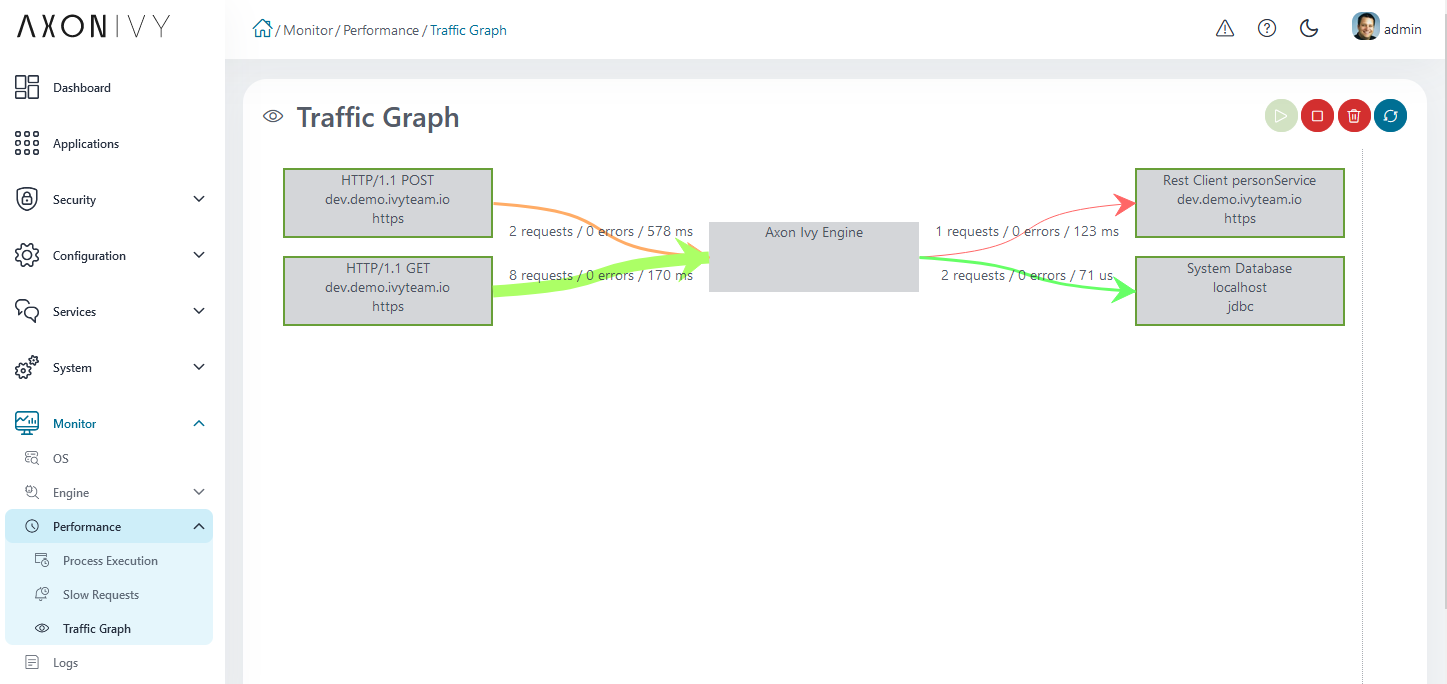 AXONIVY
/ Monitor / Performance / Traffic Graph
admin
Dashboard
Applications
Security
Configuration
Services
System
Monitor
OS
Engine
Performance
Process Execution
Slow Requests
Traffic Graph
Logs
Traffic Graph
HTTP/1.1 POST
dev.demo.ivyteam.io
https
HTTP/1.1 GET
dev.demo.ivyteam.io
https
2 requests / 0 errors / 578 ms
8 requests / 0 errors / 170 ms
Axon Ivy Engine
1 requests / 0 errors / 123 ms
2 requests / 0 errors / 71 us
Rest Client personService
dev.demo.ivyteam.io
https
System Database
localhost
jdbc